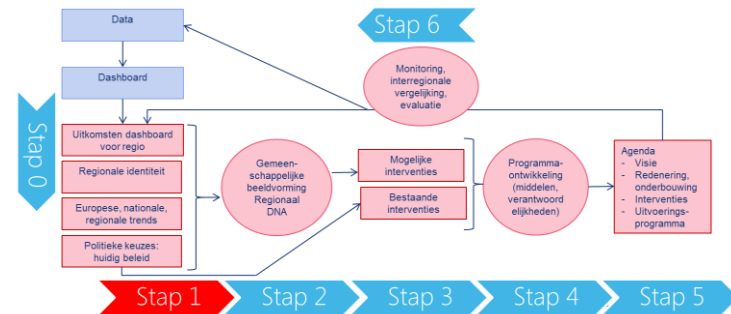 Data
Stap 6
Monitoring,
interregionale
vergelijking,
evaluatie
Dashboard
Stap 0
Uitkomsten dashboard
voor regio
Regionale identiteit
Europese, nationale,
regionale trends
Politieke keuzes:
huidig beleid
Gemeen-
schappelijke
beeldvorming
Regionaal
DNA
Mogelijke
interventies
Bestaande
interventies
Programma-
ontwikkeling
(middelen,
verantwoord
elijkheden)
Agenda
- Visie
- Redenering,
onderbouwing
- Interventies
- Uitvoerings-
programma
Stap 1
Stap 2
Stap 3
Stap 4
Stap 5